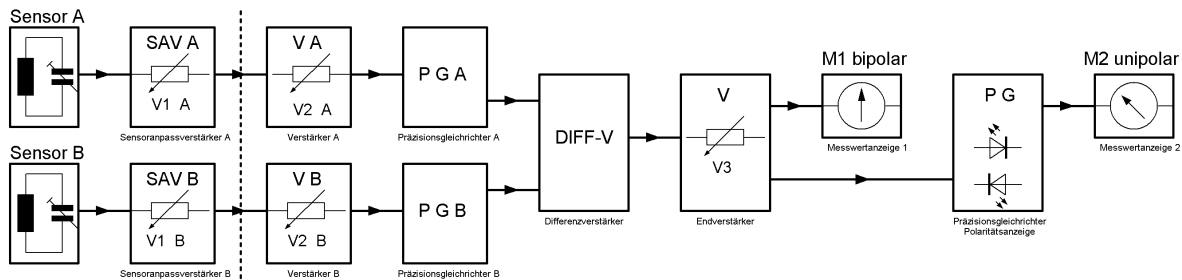 Sensor A
SAV A
V1 A
Sensoranpassverstärker A
V A
V2 A
Verstärker A
P G A
Präzisionsgleichrichter A
Sensor B
SAV B
V1 B
Sensoranpassverstärker B
V B
V2 B
Verstärker B
P G B
Präzisionsgleichrichter B
DIFF-V
Differenzverstärker
V
V3
Endverstärker
M1 bipolar
Messwertanzeige 1
P G
Präzisionsgleichrichter
Polaritätsanzeige
M2 unipolar
Messwertanzeige 2